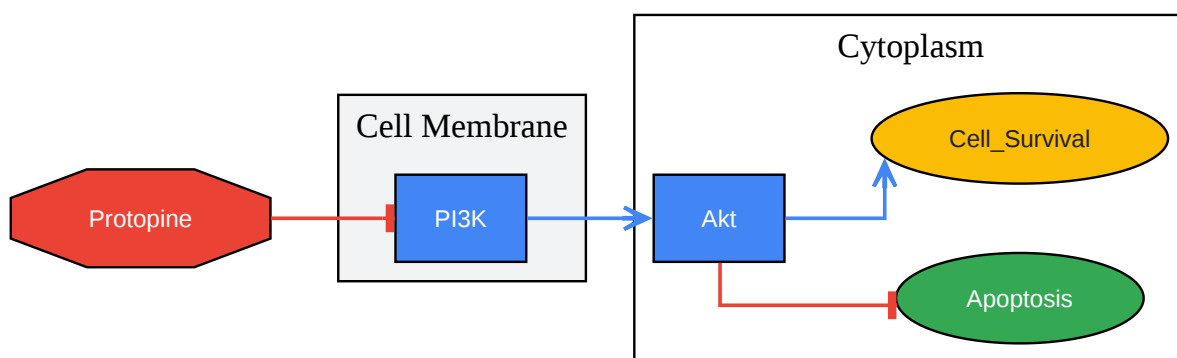 Cytoplasm
Cell Membrane
Cell_Survival
Protopine
PI3K
Akt
Apoptosis